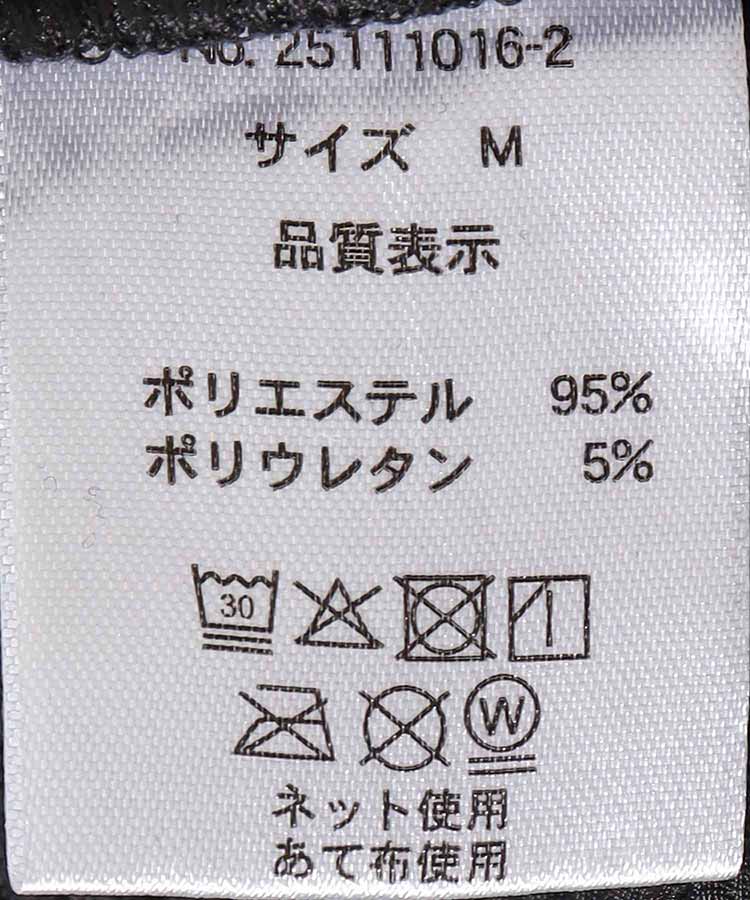 No. 25111016-2
サイズ M
品質表示
ポリエステル 95%
ポリウレタン 5%
30
W
ネット使用
あて布使用